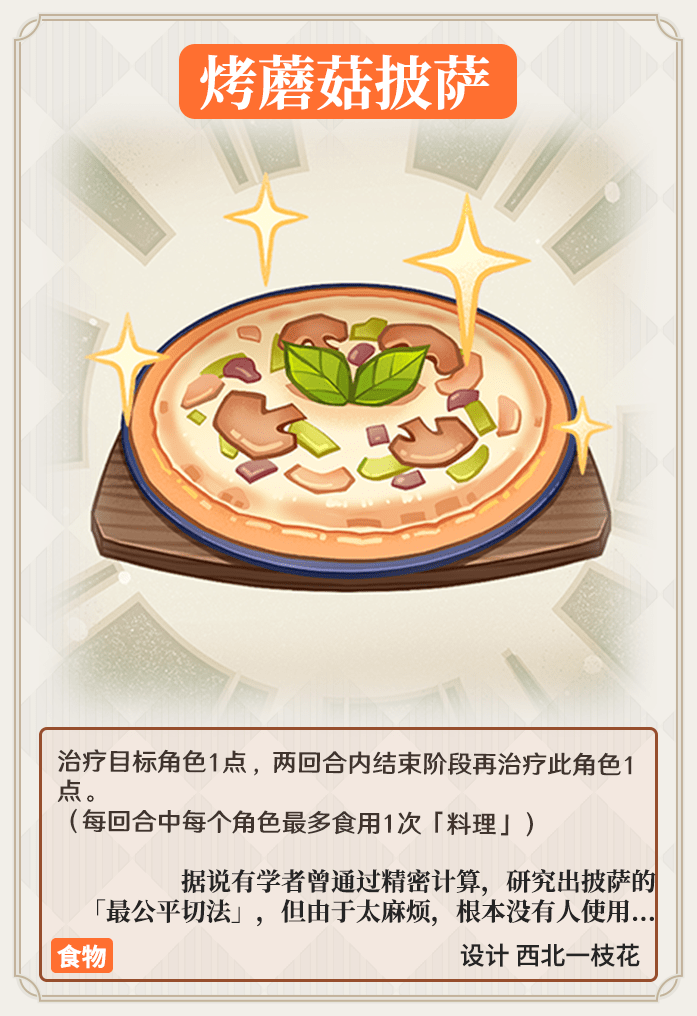 烤蘑菇披萨
治疗目标角色1点，两回合内结束阶段再治疗此角色1
点。
（每回合中每个角色最多食用1次「料理」）
据说有学者曾通过精密计算，研究出披萨的
「最公平切法」，但由于太麻烦，根本没有人使用…
食物
设计 西北一枝花